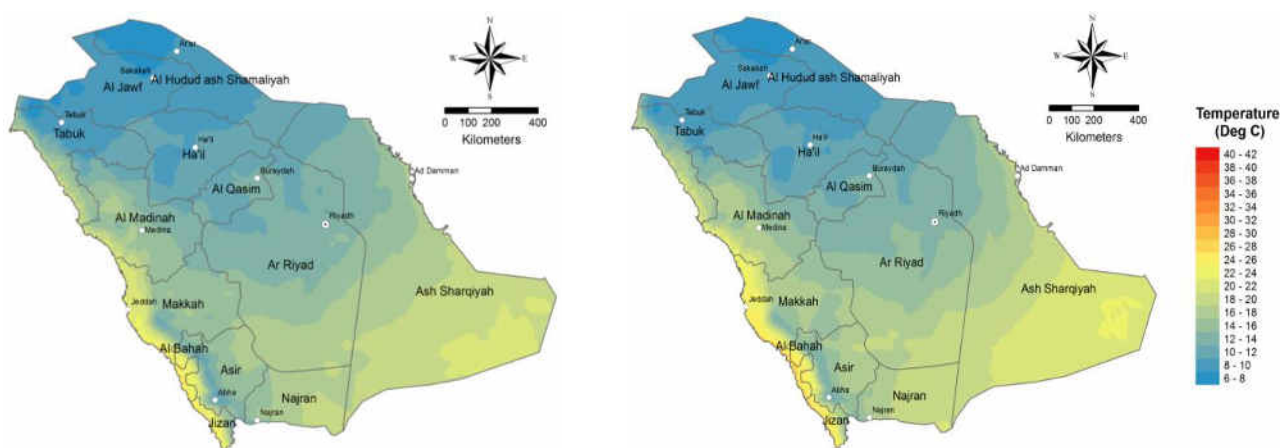 N
W E
S
0 100 200 400
Kilometers
Arar
Sakakah
Al Hudud ash Shamaliyah
Al Jawf
Tabuk
Tabuk
Ha'il
Ha'il
Buraydah
Al Qasim
Ad Damman
Al Madinah
Medina
Riyadh
Ar Riyad
Ash Sharqiyah
Jeddah
Makkah
Al Bahah
Asir
Abha
Najran
Najran
Jizan
N
W E
S
0 100 200 400
Kilometers
Arar
Sakakah
Al Hudud ash Shamaliyah
Al Jawf
Tabuk
Tabuk
Ha'il
Ha'il
Buraydah
Al Qasim
Ad Damman
Al Madinah
Medina
Riyadh
Ar Riyad
Ash Sharqiyah
Jeddah
Makkah
Al Bahah
Asir
Abha
Najran
Najran
Jizan
Temperature
(Deg C)
40 - 42
38 - 40
36 - 38
34 - 36
32 - 34
30 - 32
28 - 30
26 - 28
24 - 26
22 - 24
20 - 22
18 - 20
16 - 18
14 - 16
12 - 14
10 - 12
8 - 10
6 - 8